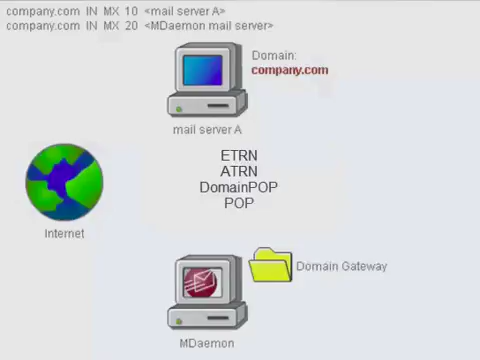 company.com IN MX 10 <mail server A>
company.com IN MX 20 <MDaemon mail server>
Domain:
company.com
mail server A
ETRN
ATRN
DomainPOP
POP
Internet
Domain Gateway
MDaemon